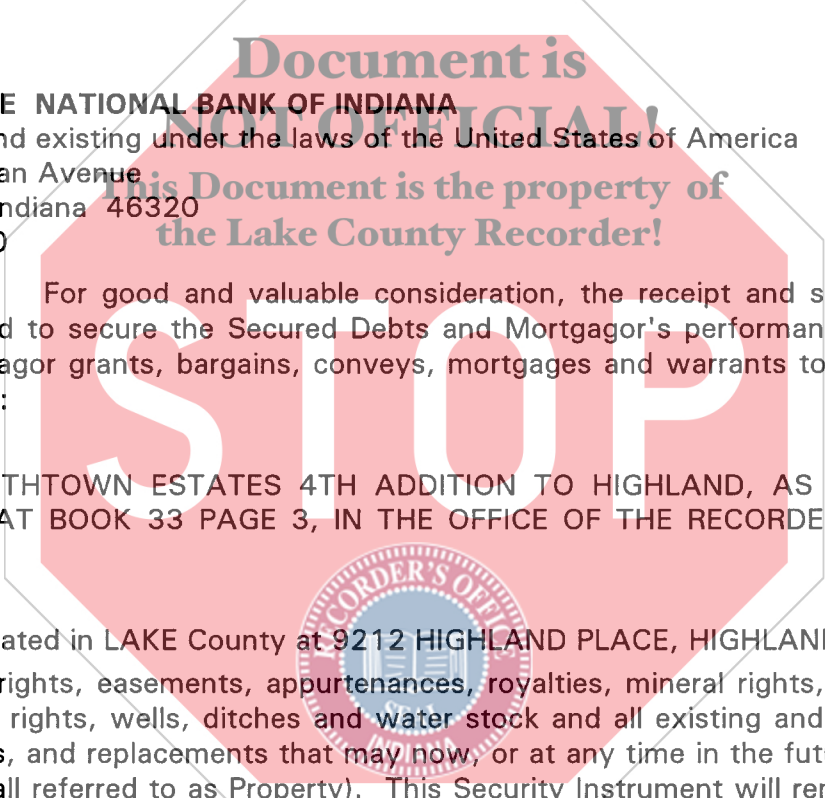 Document is
E NATIONAL BANK OF INDIANA
NOT OFFICIAL!
nd existing under the laws of the United States of America
an Avenue
This Document is the property of
ndiana 46320
the Lake County Recorder!
0
For good and valuable consideration, the receipt and s
d to secure the Secured Debts and Mortgagor's performan
agor grants, bargains, conveys, mortgages and warrants to
:
STOP
THTOWN ESTATES 4TH ADDITION TO HIGHLAND, AS
AT BOOK 33 PAGE 3, IN THE OFFICE OF THE RECORDE
RECORDER'S OFFICE
ated in LAKE County at 9212 HIGHLAND PLACE, HIGHLAN
rights, easements, appurtenances, royalties, mineral rights,
rights, wells, ditches and water stock and all existing and
SEAL
s, and replacements that may now, or at any time in the fut
all referred to as Property). This Security Instrument will rem